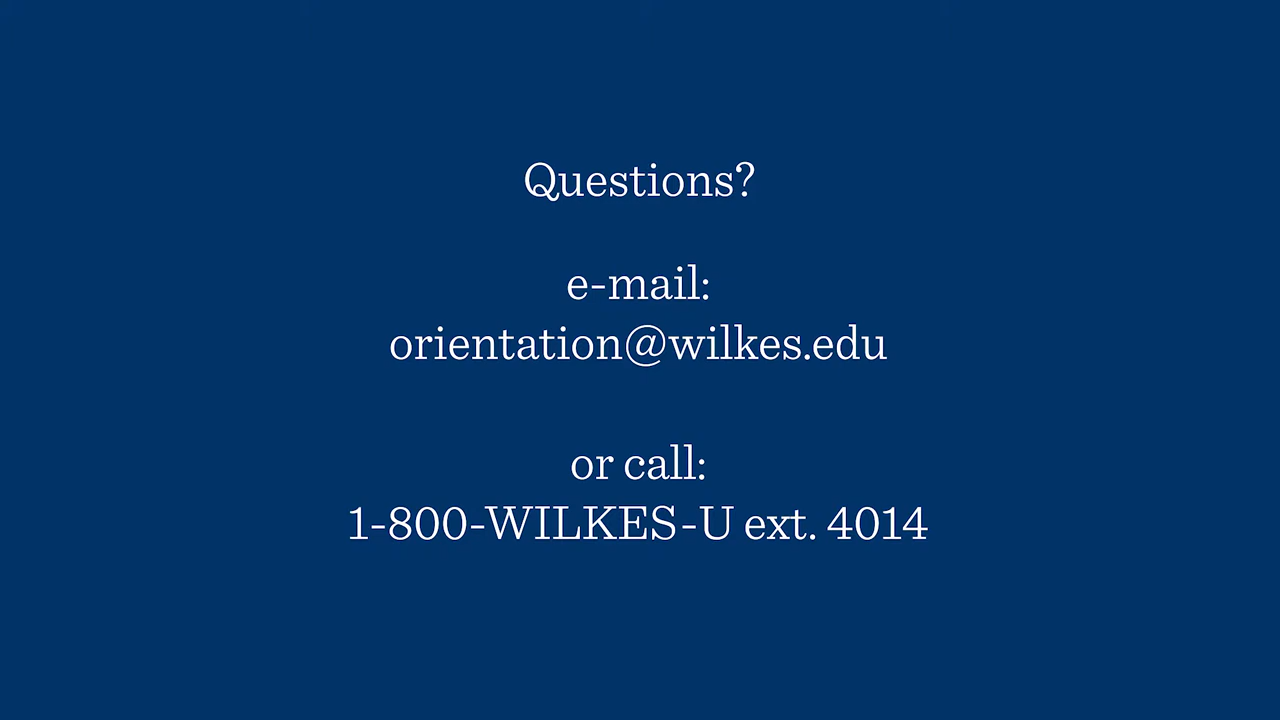 Questions?
e-mail:
orientation@wilkes.edu
or call:
1-800-WILKES-U ext. 4014